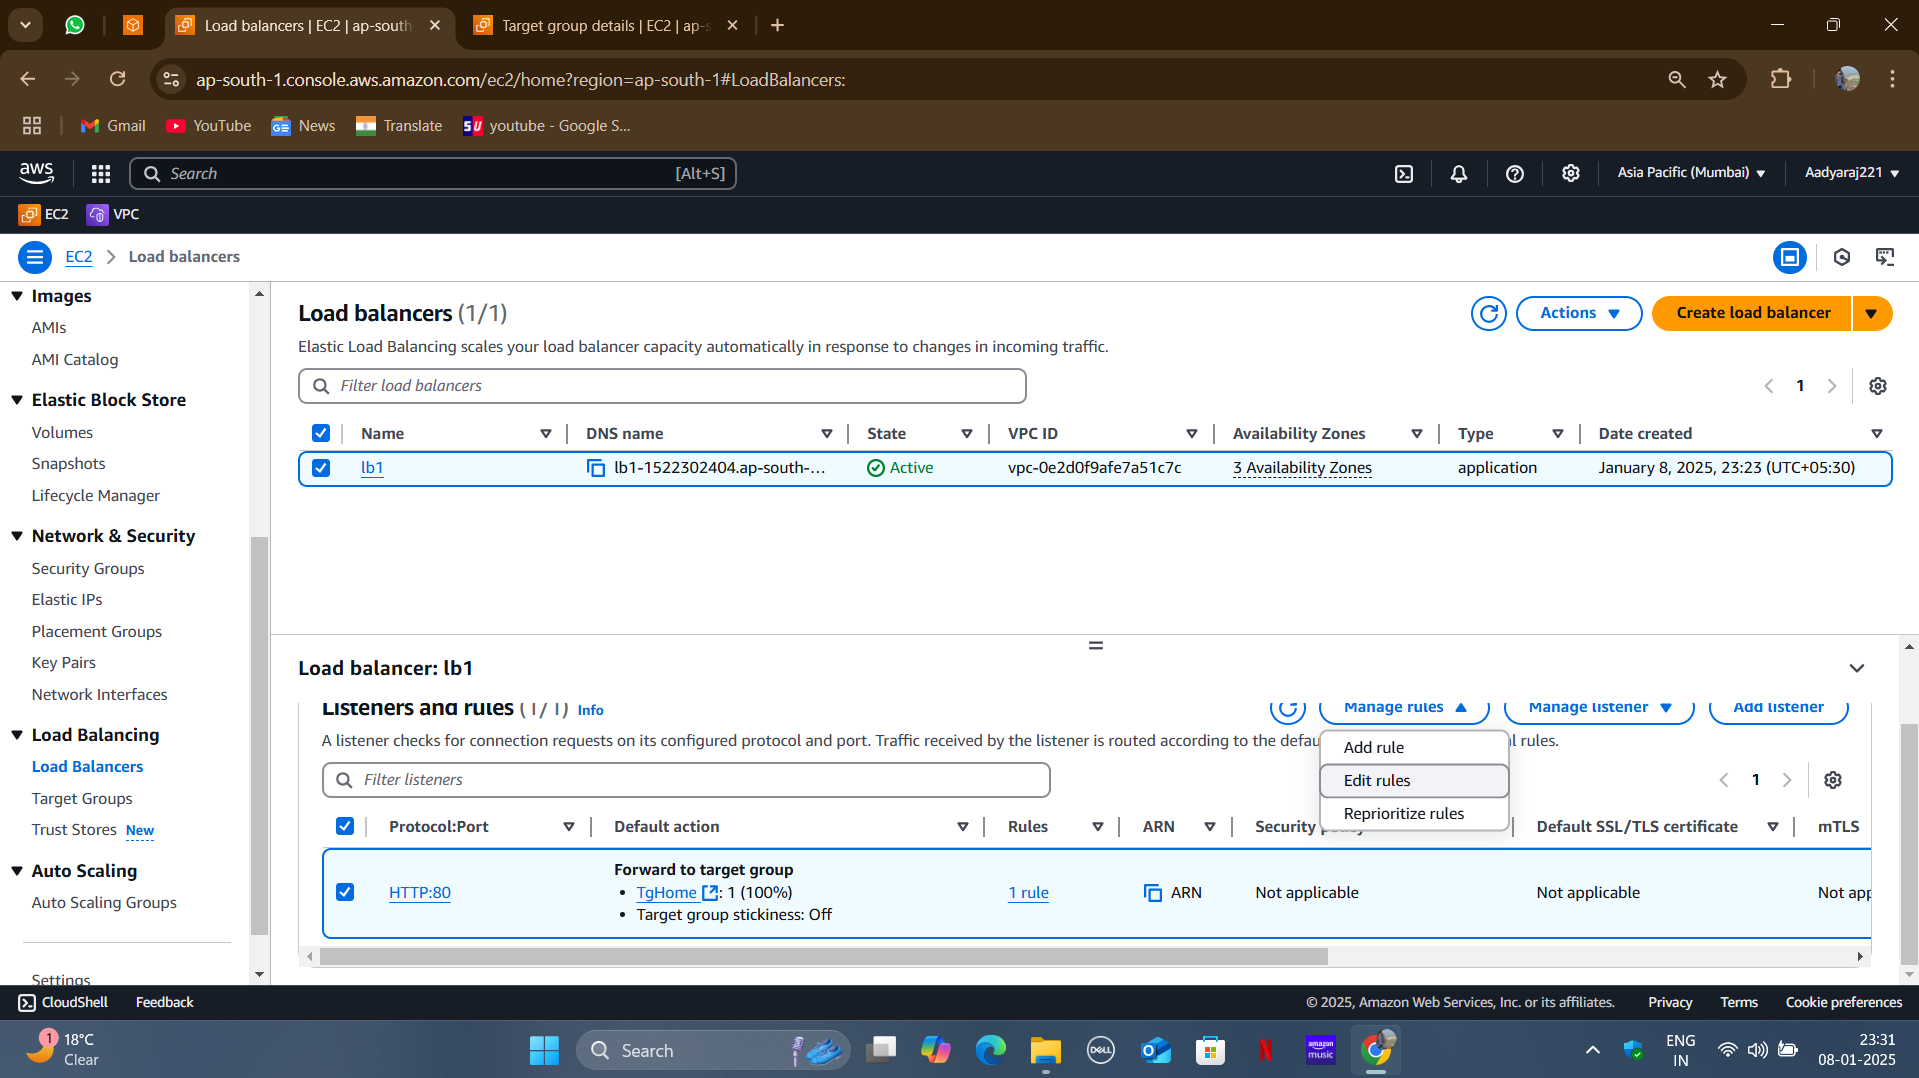 Load balancers | EC2 | ap-south
Target group details | EC2 | ap-s
ap-south-1.console.aws.amazon.com/ec2/home?region=ap-south-1#LoadBalancers:
Gmail
YouTube
News
Translate
SU youtube - Google S...
aws
Search
[Alt+S]
Asia Pacific (Mumbai)
Aadyaraj221
EC2
VPC
EC2 > Load balancers
Images
AMIs
AMI Catalog
Elastic Block Store
Volumes
Snapshots
Lifecycle Manager
Network & Security
Security Groups
Elastic IPs
Placement Groups
Key Pairs
Network Interfaces
Load Balancing
Load Balancers
Target Groups
Trust Stores New
Auto Scaling
Auto Scaling Groups
Settings
Load balancers (1/1)
Actions
Create load balancer
Elastic Load Balancing scales your load balancer capacity automatically in response to changes in incoming traffic.
Filter load balancers
1
Name DNS name State VPC ID Availability Zones Type Date created
lb1 lb1-1522302404.ap-south-... Active vpc-0e2d0f9afe7a51c7c 3 Availability Zones application January 8, 2025, 23:23 (UTC+05:30)
Load balancer: lb1
Listeners and rules (1/1) Info
Manage rules
Manage listener
Add listener
A listener checks for connection requests on its configured protocol and port. Traffic received by the listener is routed according to the defau
l rules.
Add rule
Edit rules
Reprioritize rules
Filter listeners
1
Protocol:Port Default action Rules ARN Security Default SSL/TLS certificate mTLS
HTTP:80
Forward to target group
• TgHome : 1 (100%)
• Target group stickiness: Off
1 rule
ARN
Not applicable
Not applicable
Not app
CloudShell Feedback
© 2025, Amazon Web Services, Inc. or its affiliates. Privacy Terms Cookie preferences
1
18°C
Clear
Search
DELL
amazon music
ENG
IN
23:31
08-01-2025